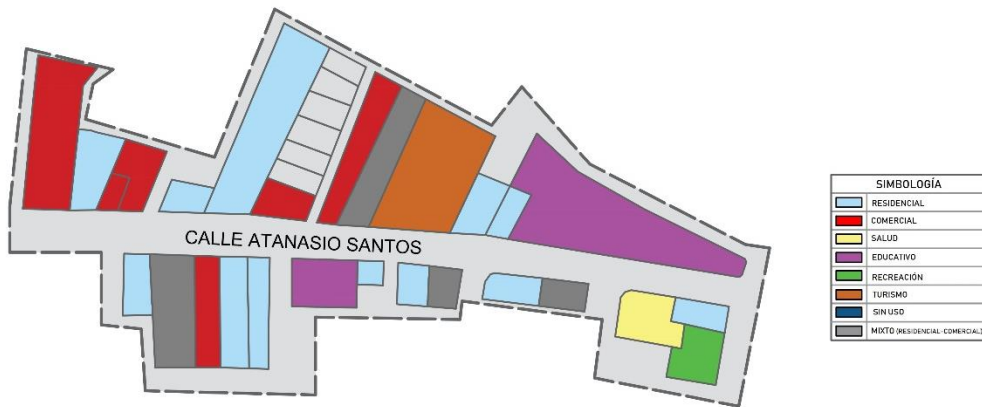 CALLE ATANASIO SANTOS
SIMBOLOGÍA
RESIDENCIAL
COMERCIAL
SALUD
EDUCATIVO
RECREACIÓN
TURISMO
SIN USO
MIXTO (RESIDENCIAL-COMERCIAL)